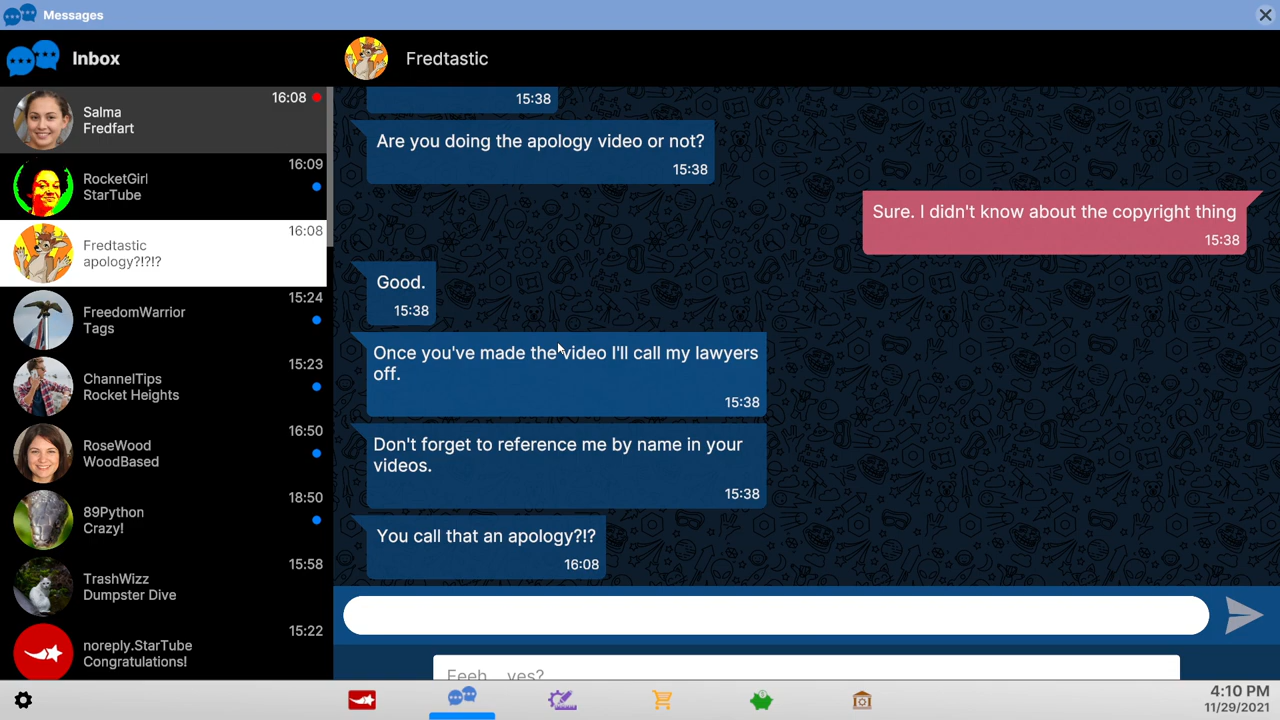 Messages
Inbox
Fredtastic
Salma
Fredfart
16:08
RocketGirl
StarTube
16:09
Fredtastic
apology?!?!?
16:08
FreedomWarrior
Tags
15:24
ChannelTips
Rocket Heights
15:23
RoseWood
WoodBased
16:50
89Python
Crazy!
18:50
TrashWizz
Dumpster Dive
15:58
noreply.StarTube
Congratulations!
15:22
15:38
Are you doing the apology video or not?
15:38
Sure. I didn't know about the copyright thing
15:38
Good.
15:38
Once you've made the video I'll call my lawyers
off.
15:38
Don't forget to reference me by name in your
videos.
15:38
You call that an apology?!?
16:08
4:10 PM
11/29/2021